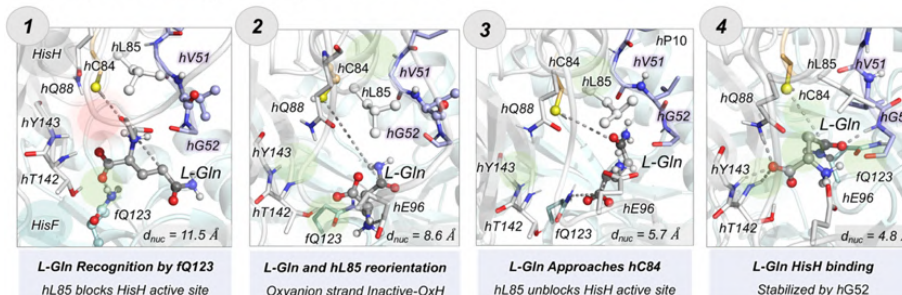 1
HisH
hC84
hL85
hV51
hQ88
hY143
hG52
hT142
L-Gln
HisF
fQ123
dnuc = 11.5 Å
L-Gln Recognition by fQ123
hL85 blocks HisH active site
2
hC84
hV51
hL85
hQ88
hG52
hY143
L-Gln
hT142
hE96
fQ123
dnuc = 8.6 Å
L-Gln and hL85 reorientation
Oxyanion strand Inactive-OxH
3
hP10
hC84
hV51
hL85
hQ88
hG52
hY143
L-Gln
hT142
hE96
fQ123
dnuc = 5.7 Å
L-Gln Approaches hC84
hL85 unblocks HisH active site
4
hL85
hV51
hQ88
hC84
hG5
L-Gln
hY143
fQ123
hE96
hT142
dnuc = 4.8 Å
L-Gln HisH binding
Stabilized by hG52